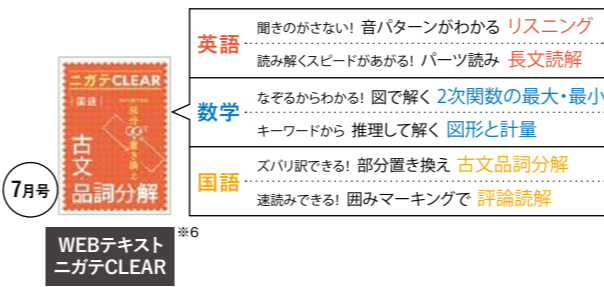 英語
聞きのがさない! 音パターンがわかる リスニング
読み解くスピードがあがる! パーツ読み 長文読解
数学
なぞるからわかる! 図で解く 2次関数の最大・最小
キーワードから 推理して解く 図形と計量
国語
ズバリ訳できる! 部分置き換え 古文品詞分解
速読みできる! 囲みマーキングで 評論読解
ニガテCLEAR
国語
部分置き換え
古文
品詞分解
7月号
WEBテキスト
ニガテCLEAR
※6